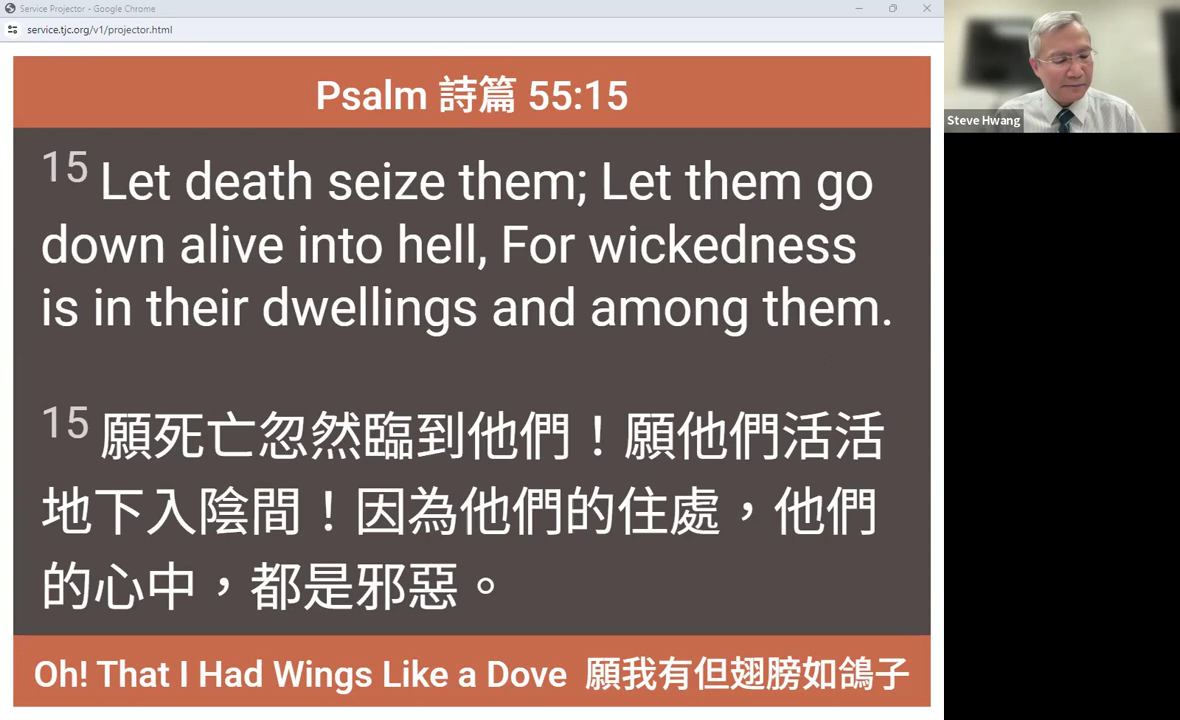 Service Projector - Google Chrome
service.tjc.org/v1/projector.html
Psalm 詩篇 55:15
15 Let death seize them; Let them go
down alive into hell, For wickedness
is in their dwellings and among them.
15 願死亡忽然臨到他們！願他們活活
地下入陰間！因為他們的住處，他們
的心中，都是邪惡。
Oh! That I Had Wings Like a Dove 願我有但翅膀如鴿子
Steve Hwang